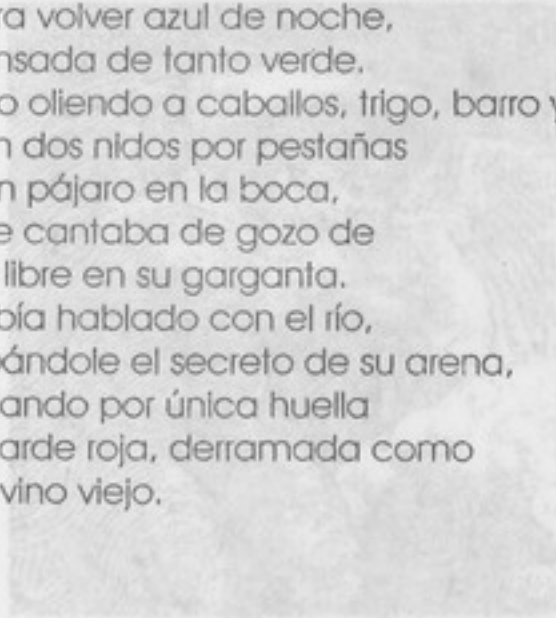 ra volver azul de noche,
nsada de tanto verde.
o oliendo a caballos, trigo, barro y
n dos nidos por pestañas
n pájaro en la boca,
e cantaba de gozo de
libre en su garganta.
bía hablado con el río,
bándole el secreto de su arena,
ando por única huella
arde roja, derramada como
vino viejo.